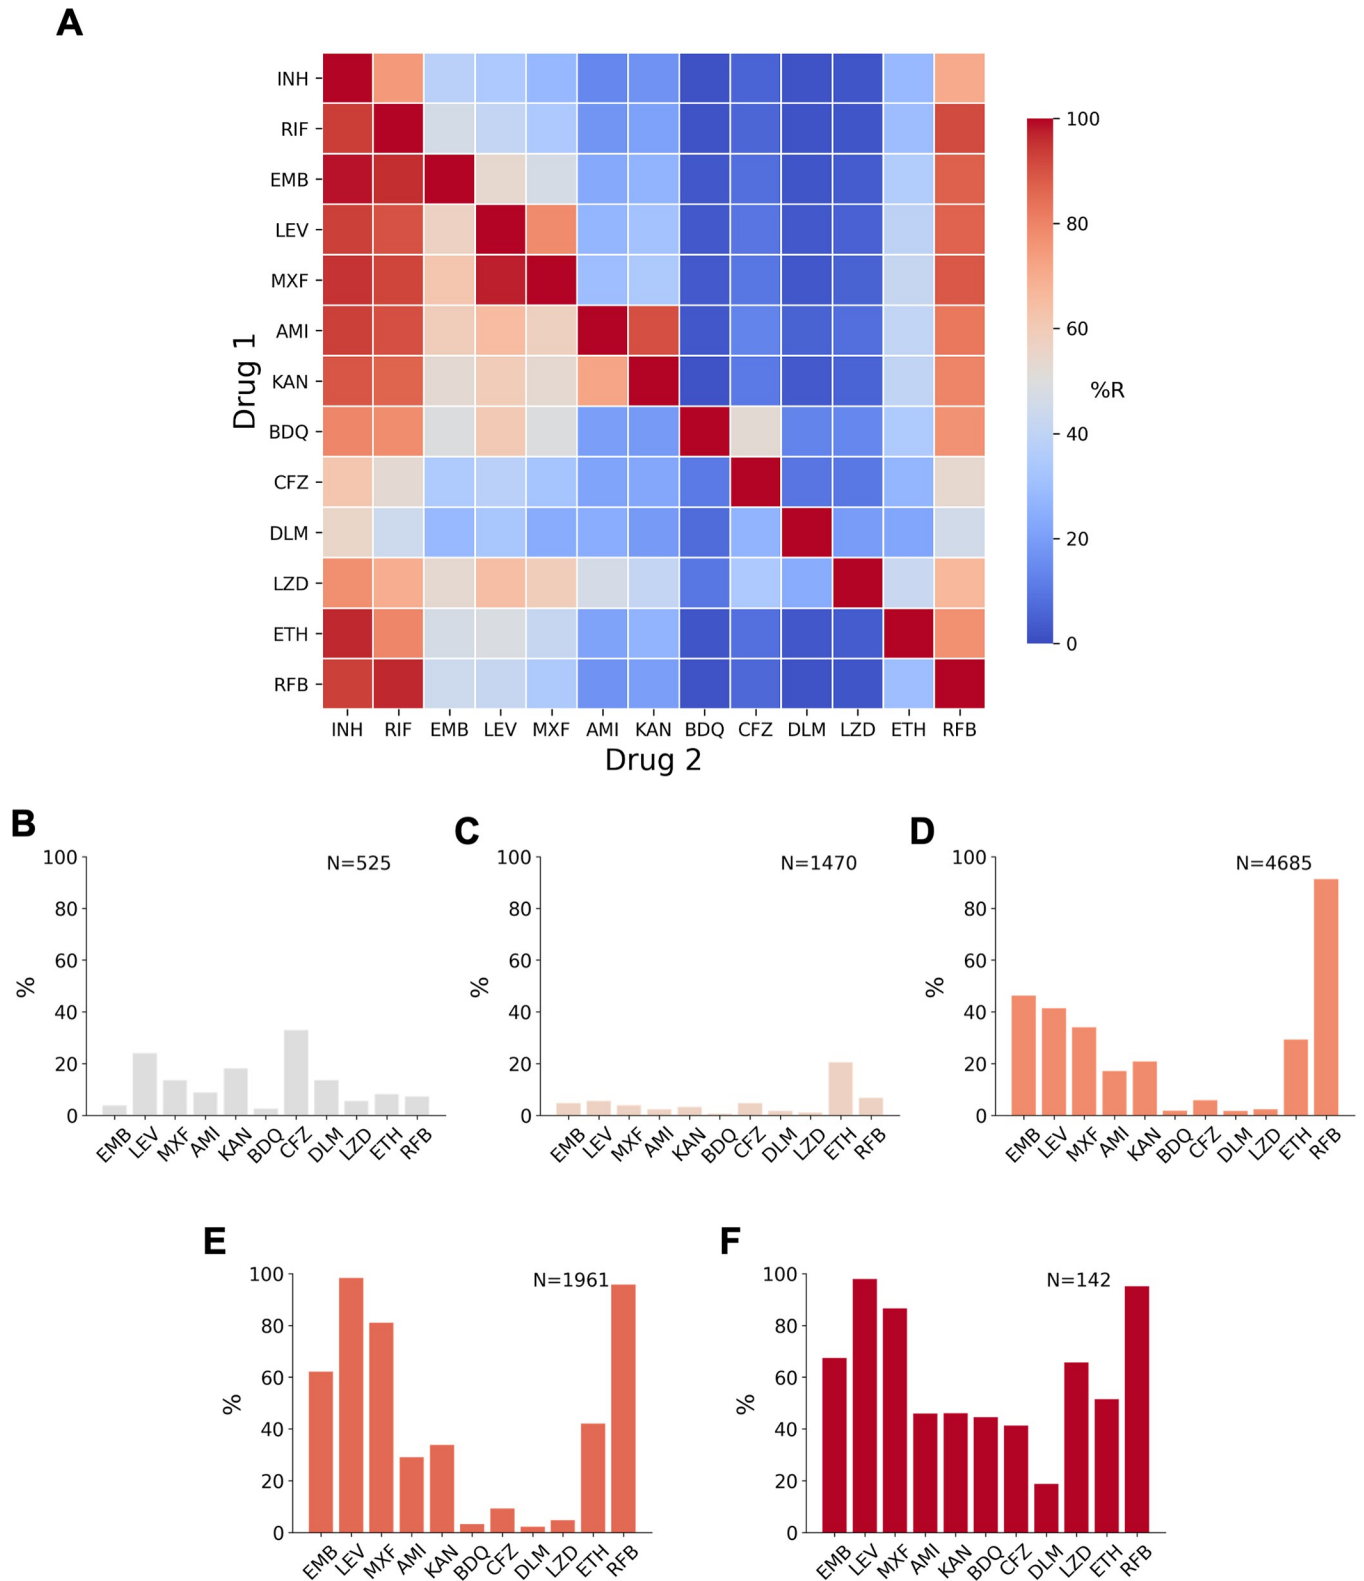 A
INH
RIF
EMB
LEV
MXF
AMI
KAN
BDQ
CFZ
DLM
LZD
ETH
RFB
Drug 1
INH RIF EMB LEV MXF AMI KAN BDQ CFZ DLM LZD ETH RFB
Drug 2
100
80
60
40
20
0
%R
B
N=525
100
80
60
40
20
0
%
EMB LEV MXF AMI KAN BDQ CFZ DLM LZD ETH RFB
C
N=1470
100
80
60
40
20
0
%
EMB LEV MXF AMI KAN BDQ CFZ DLM LZD ETH RFB
D
N=4685
100
80
60
40
20
0
%
EMB LEV MXF AMI KAN BDQ CFZ DLM LZD ETH RFB
E
N=1961
100
80
60
40
20
0
%
EMB LEV MXF AMI KAN BDQ CFZ DLM LZD ETH RFB
F
N=142
100
80
60
40
20
0
%
EMB LEV MXF AMI KAN BDQ CFZ DLM LZD ETH RFB